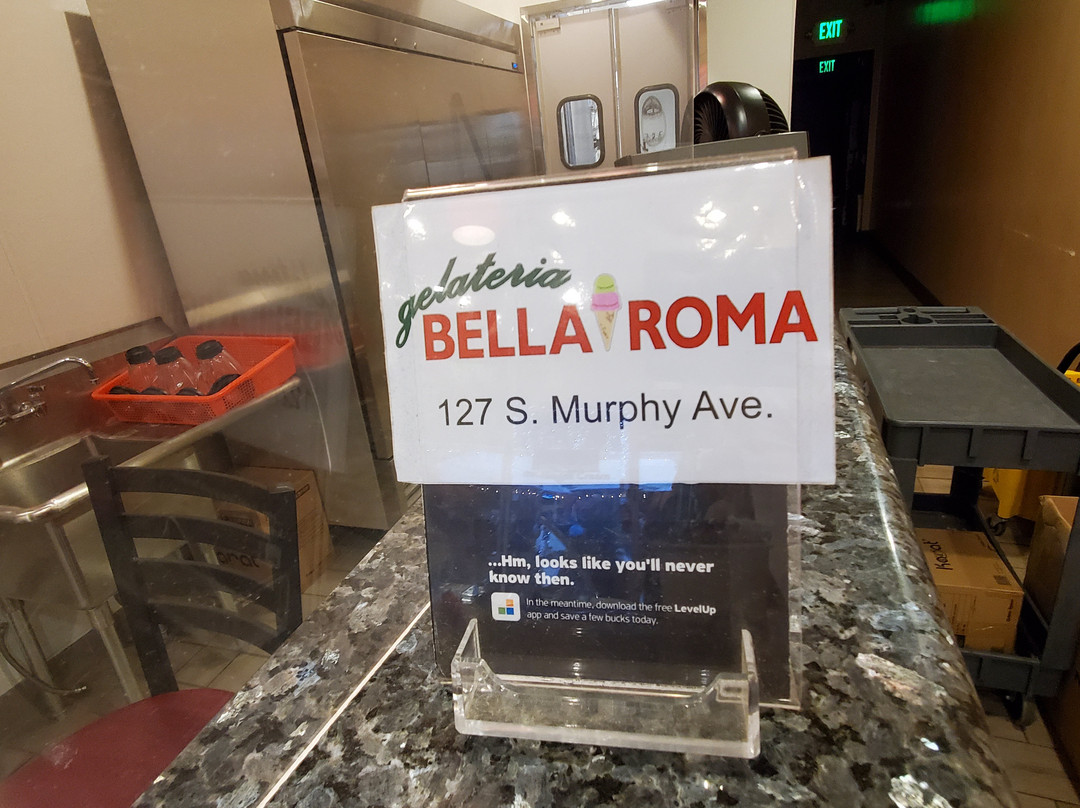 EXIT
EXIT
gelateria
BELLA ROMA
127 S. Murphy Ave.
...Hm, looks like you'll never
know then.
In the meantime, download the free LevelUp
app and save a few bucks today.
Karat